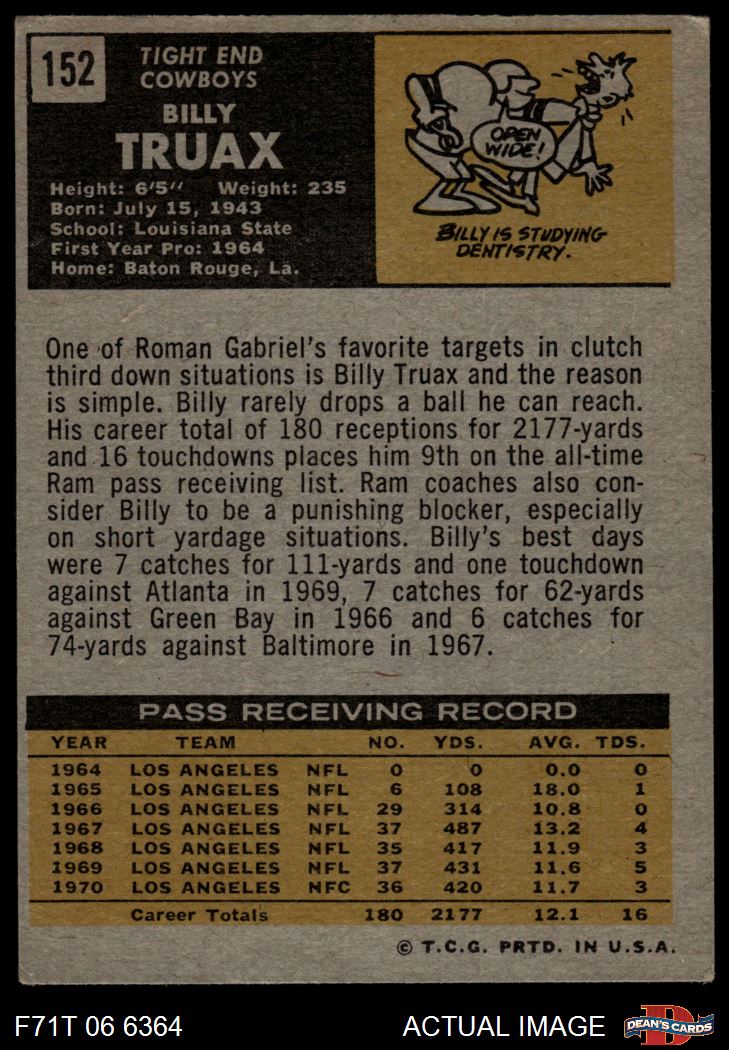 152
TIGHT END
COWBOYS
BILLY
TRUAX
Height: 6'5" Weight: 235
Born: July 15, 1943
School: Louisiana State
First Year Pro: 1964
Home: Baton Rouge, La.
OPEN
WIDE!
BILLY IS STUDYING
DENTISTRY.
One of Roman Gabriel's favorite targets in clutch
third down situations is Billy Truax and the reason
is simple. Billy rarely drops a ball he can reach.
His career total of 180 receptions for 2177-yards
and 16 touchdowns places him 9th on the all-time
Ram pass receiving list. Ram coaches also con-
sider Billy to be a punishing blocker, especially
on short yardage situations. Billy's best days
were 7 catches for 111-yards and one touchdown
against Atlanta in 1969, 7 catches for 62-yards
against Green Bay in 1966 and 6 catches for
74-yards against Baltimore in 1967.
PASS RECEIVING RECORD
YEAR TEAM NO. YDS. AVG. TDS.
1964 LOS ANGELES NFL 0 0 0.0 0
1965 LOS ANGELES NFL 6 108 18.0 1
1966 LOS ANGELES NFL 29 314 10.8 0
1967 LOS ANGELES NFL 37 487 13.2 4
1968 LOS ANGELES NFL 35 417 11.9 3
1969 LOS ANGELES NFL 37 431 11.6 5
1970 LOS ANGELES NFC 36 420 11.7 3
Career Totals 180 2177 12.1 16
© T.C.G. PRTD. IN U.S.A.
F71T 06 6364 ACTUAL IMAGE
D
DEAN'S CARDS